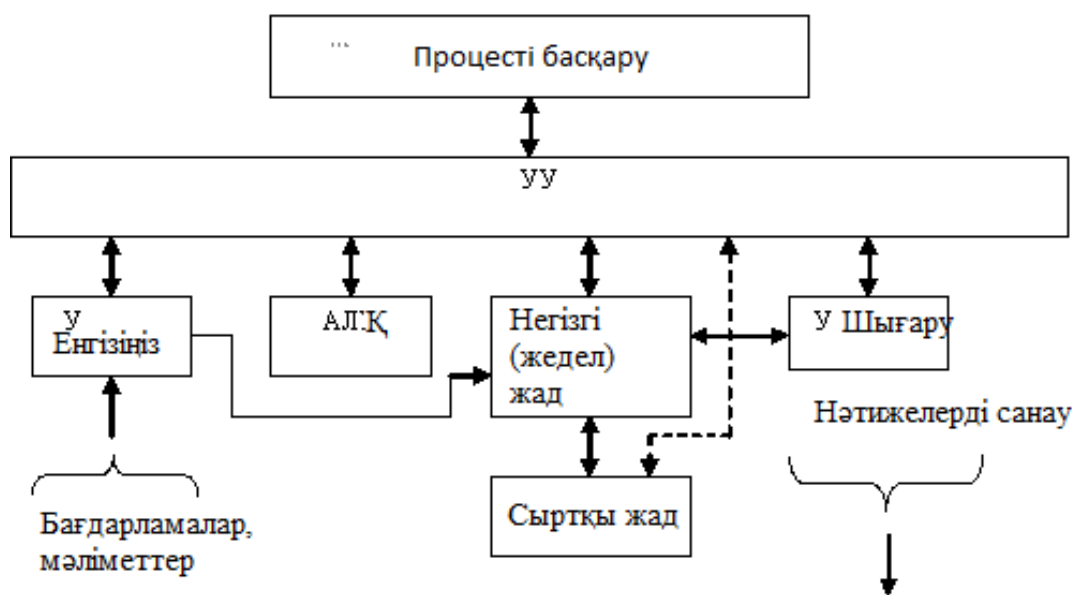 Процесті басқару
УУ
У
Енгізіңіз
АЛҚ
Негізгі
(жедел)
жад
У Шығару
Нәтижелерді санау
Сыртқы жад
Бағдарламалар,
мәліметтер